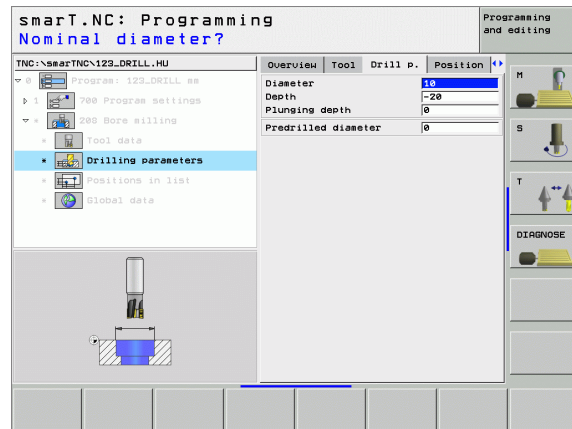 smarT.NC: Programming
Nominal diameter?
Programming
and editing
TNC:\smarTNC\123_DRILL.HU
0 Program: 123_DRILL mm
1 700 Program settings
* 208 Bore milling
* Tool data
* Drilling parameters
* Positions in list
* Global data
Overview Tool Drill p. Position
Diameter 10
Depth -20
Plunging depth 0
Predrilled diameter 0
M
S
T
DIAGNOSE